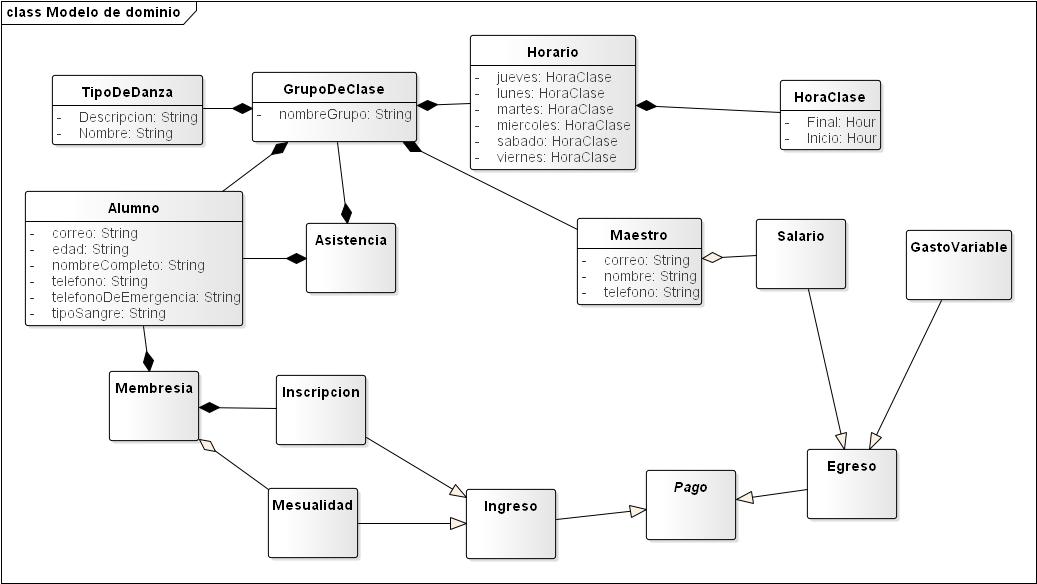 class Modelo de dominio
TipoDeDanza
- Descripcion: String
- Nombre: String
GrupoDeClase
- nombreGrupo: String
Horario
- jueves: HoraClase
- lunes: HoraClase
- martes: HoraClase
- miercoles: HoraClase
- sabado: HoraClase
- viernes: HoraClase
HoraClase
- Final: Hour
- Inicio: Hour
Alumno
- correo: String
- edad: String
- nombreCompleto: String
- telefono: String
- telefonoDeEmergencia: String
- tipoSangre: String
Asistencia
Maestro
- correo: String
- nombre: String
- telefono: String
Salario
GastoVariable
Membresia
Inscripcion
Mesualidad
Ingreso
Pago
Egreso